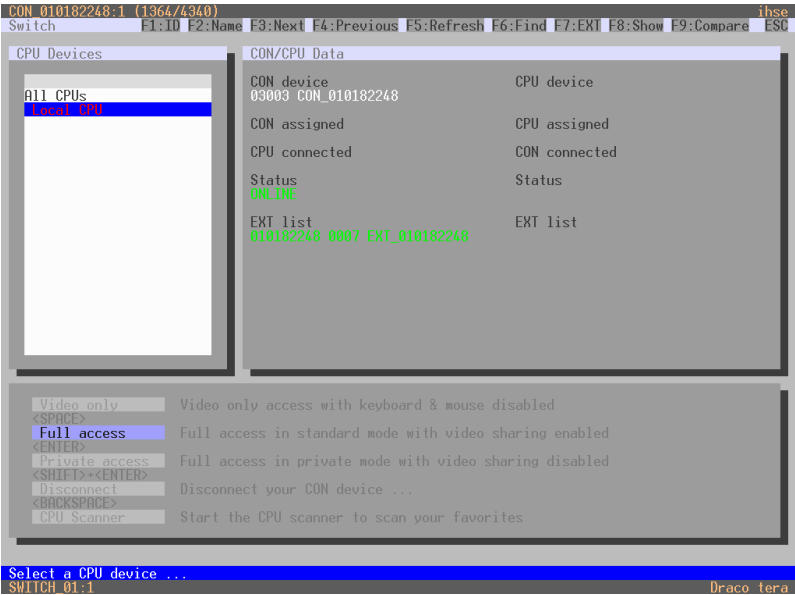 CON_010182248:1 (1364/4340) ihse
Switch F1:ID F2:Name F3:Next F4:Previous F5:Refresh F6:Find F7:EXT F8:Show F9:Compare ESC
CPU Devices CON/CPU Data
CON device CPU device
03003 CON_010182248
All CPUs
Local CPU
CON assigned CPU assigned
CPU connected CON connected
Status Status
ONLINE
EXT list EXT list
010182248 0007 EXT_010182248
Video only Video only access with keyboard & mouse disabled
<SPACE>
Full access Full access in standard mode with video sharing enabled
<ENTER>
Private access Full access in private mode with video sharing disabled
<SHIFT>+<ENTER>
Disconnect Disconnect your CON device ...
<BACKSPACE>
CPU Scanner Start the CPU scanner to scan your favorites
Select a CPU device ...
SWITCH_01:1 Draco tera